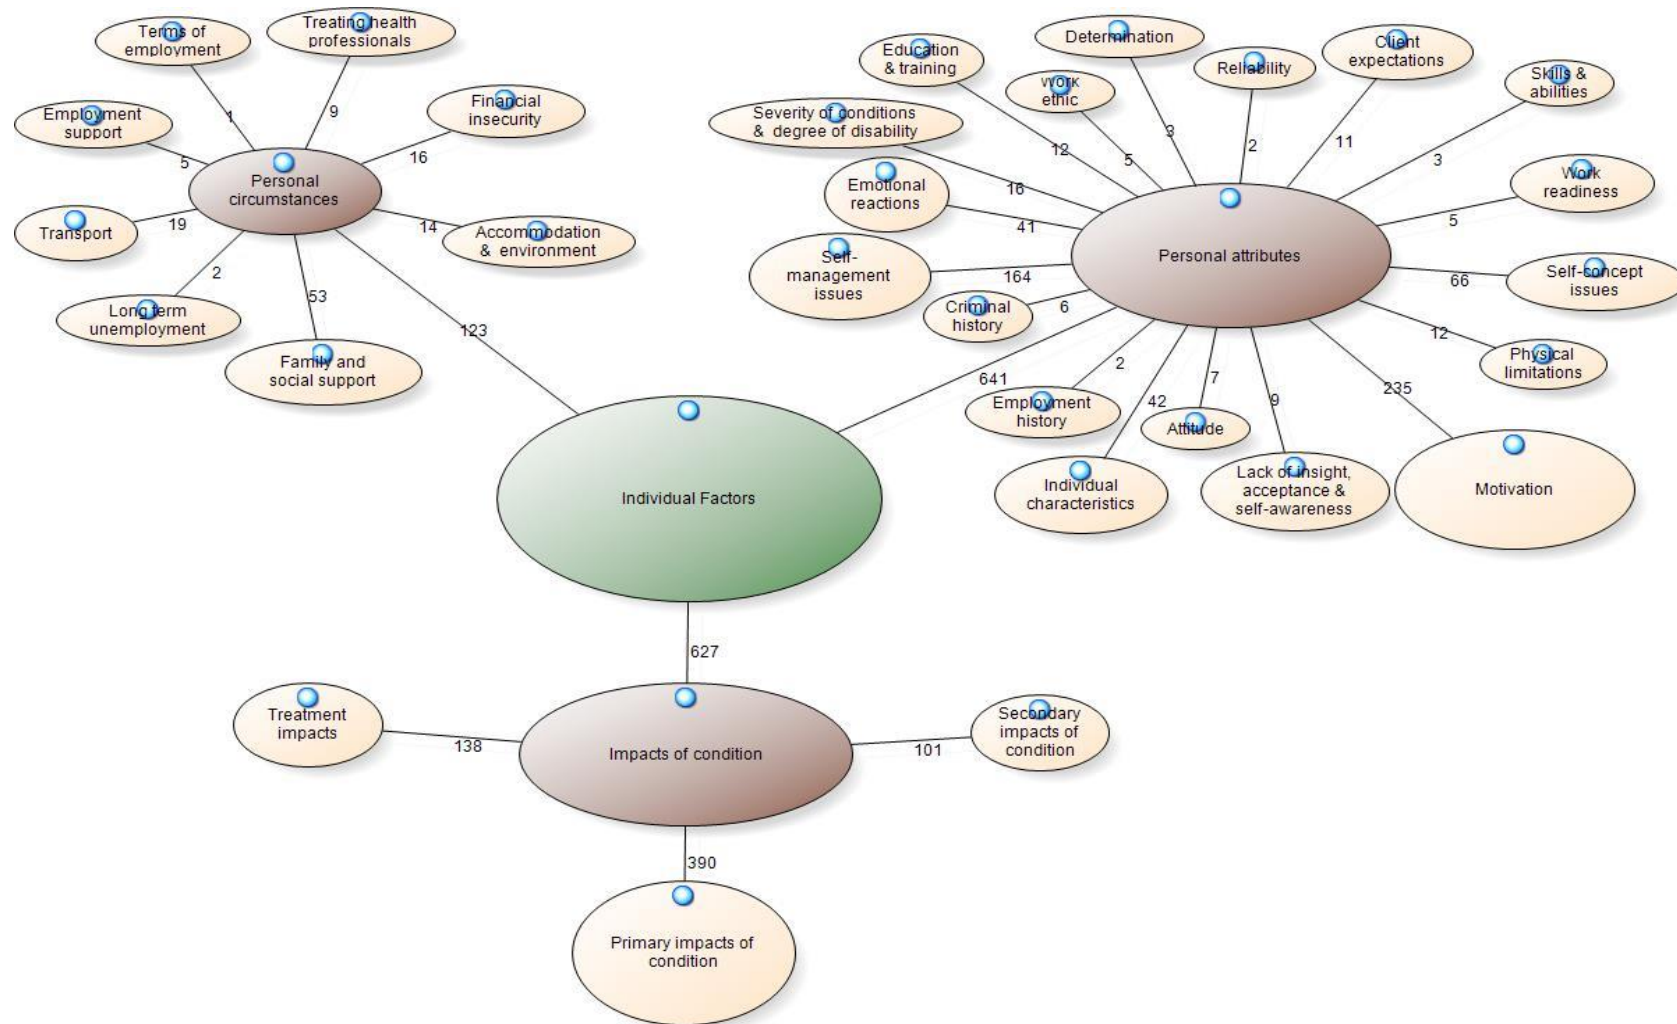 Terms of
employment
Treating health
professionals
Employment
support
Financial
insecurity
1
9
5
16
Personal
circumstances
Transport
19
14
Accommodation
& environment
2
53
Long term
unemployment
Family and
social support
123
Education
& training
Work
ethic
Determination
Reliability
Client
expectations
Skills &
abilities
Severity of conditions
& degree of disability
12
5
3
2
11
3
Emotional
reactions
16
Work
readiness
41
5
Self-
management
issues
164
Personal attributes
66
Self-concept
issues
Criminal
history
6
12
Physical
limitations
641
2
42
7
9
235
Employment
history
Attitude
Individual
characteristics
Lack of insight,
acceptance &
self-awareness
Motivation
Individual Factors
627
Treatment
impacts
138
Impacts of condition
101
Secondary
impacts of
condition
390
Primary impacts of
condition